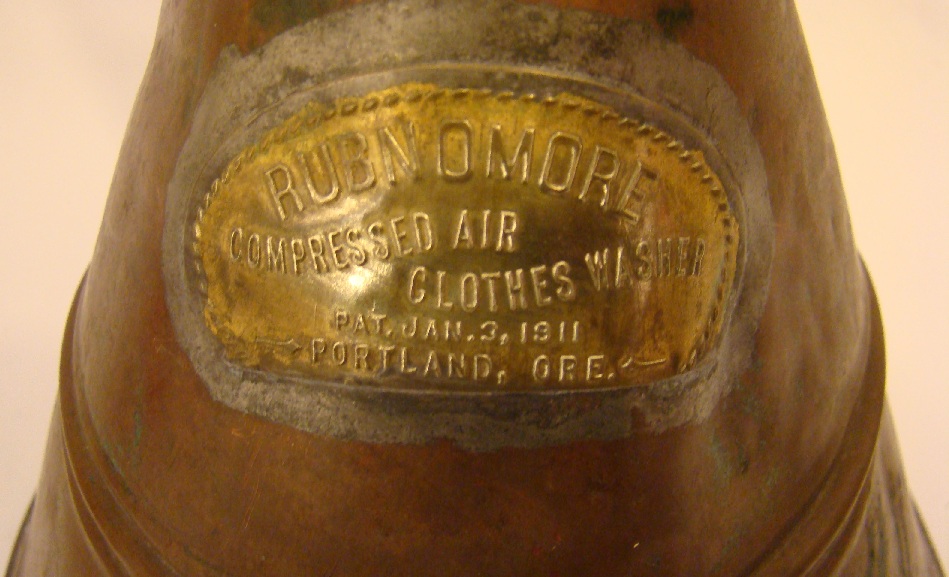 RUBNOMORE
COMPRESSED AIR
CLOTHES WASHER
PAT. JAN. 3, 1911
PORTLAND, ORE.